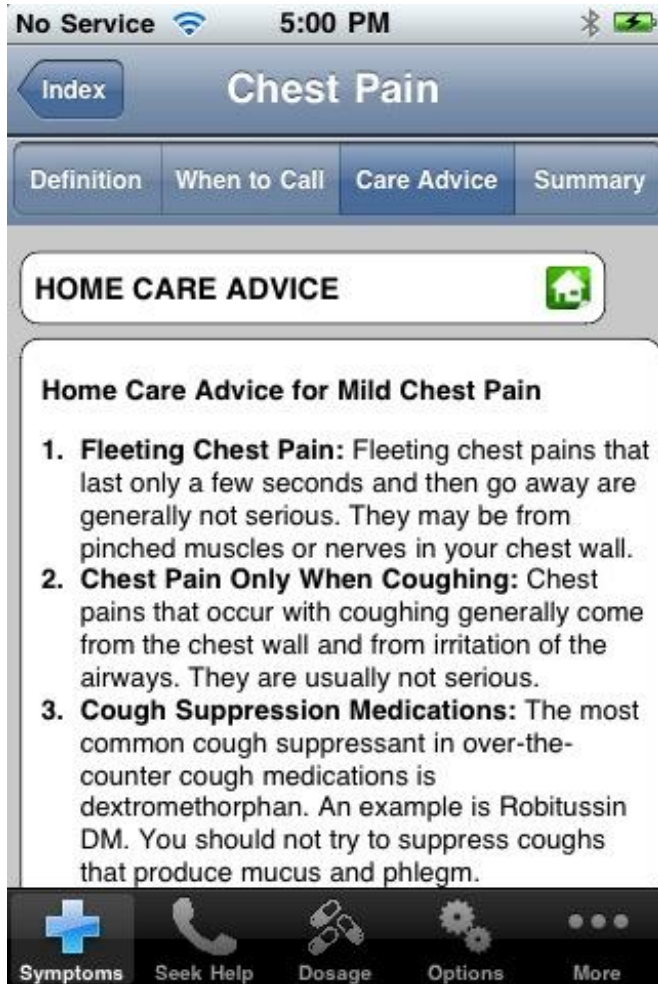 No Service 5:00 PM
Index Chest Pain
Definition When to Call Care Advice Summary
HOME CARE ADVICE
Home Care Advice for Mild Chest Pain
1. Fleeting Chest Pain: Fleeting chest pains that
last only a few seconds and then go away are
generally not serious. They may be from
pinched muscles or nerves in your chest wall.
2. Chest Pain Only When Coughing: Chest
pains that occur with coughing generally come
from the chest wall and from irritation of the
airways. They are usually not serious.
3. Cough Suppression Medications: The most
common cough suppressant in over-the-
counter cough medications is
dextromethorphan. An example is Robitussin
DM. You should not try to suppress coughs
that produce mucus and phlegm.
Symptoms Seek Help Dosage Options More